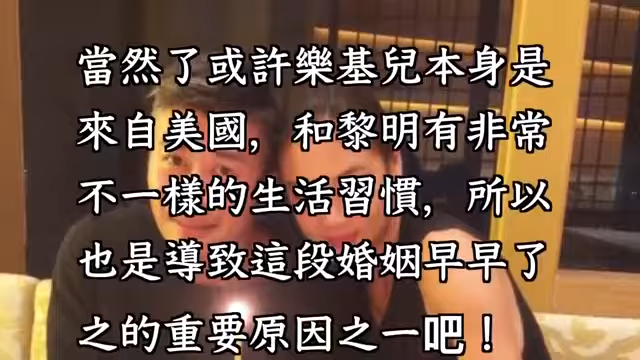 當然了或許樂基兒本身是
來自美國，和黎明有非常
不一樣的生活習慣，所以
也是導致這段婚姻早早了
之的重要原因之一吧！